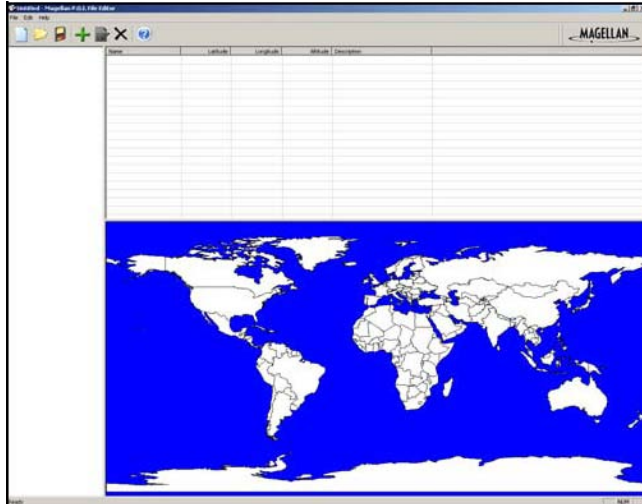 Untitled - Magellan P.O.I. File Editor
File Edit Help
MAGELLAN
Name Latitude Longitude Altitude Description
Ready NUM